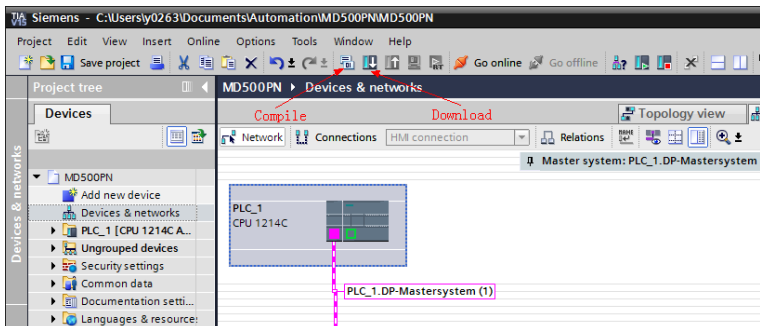 TIA V15 Siemens - C:\Users\y0263\Documents\Automation\MD500PN\MD500PN
Project Edit View Insert Online Options Tools Window Help
Save project Go online Go offline
Project tree MD500PN ▸ Devices & networks
Compile Download
Devices Topology view
Network Connections HMI connection Relations
Master system: PLC_1.DP-Mastersystem
Devices & networks
MD500PN
Add new device
Devices & networks
PLC_1 [CPU 1214C A...
Ungrouped devices
Security settings
Common data
Documentation setti...
Languages & resource
PLC_1
CPU 1214C
PLC_1.DP-Mastersystem (1)